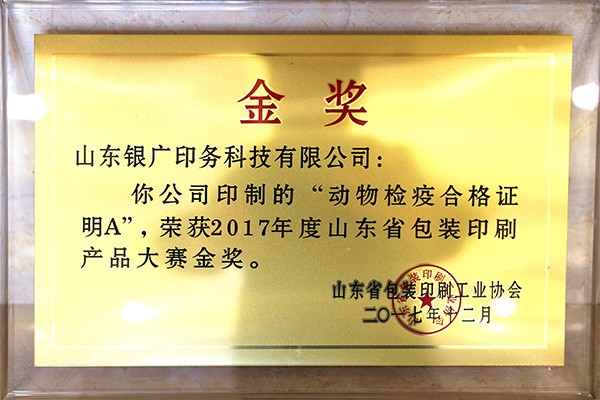 金奖
山东银广印务科技有限公司：
你公司印制的“动物检疫合格证
明A”，荣获2017年度山东省包装印刷
产品大赛金奖。
山东省包装印刷工业协会
二〇一七年十二月